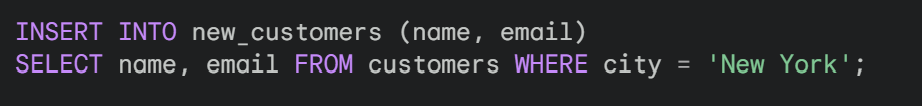 INSERT INTO new_customers (name, email)
SELECT name, email FROM customers WHERE city = 'New York';